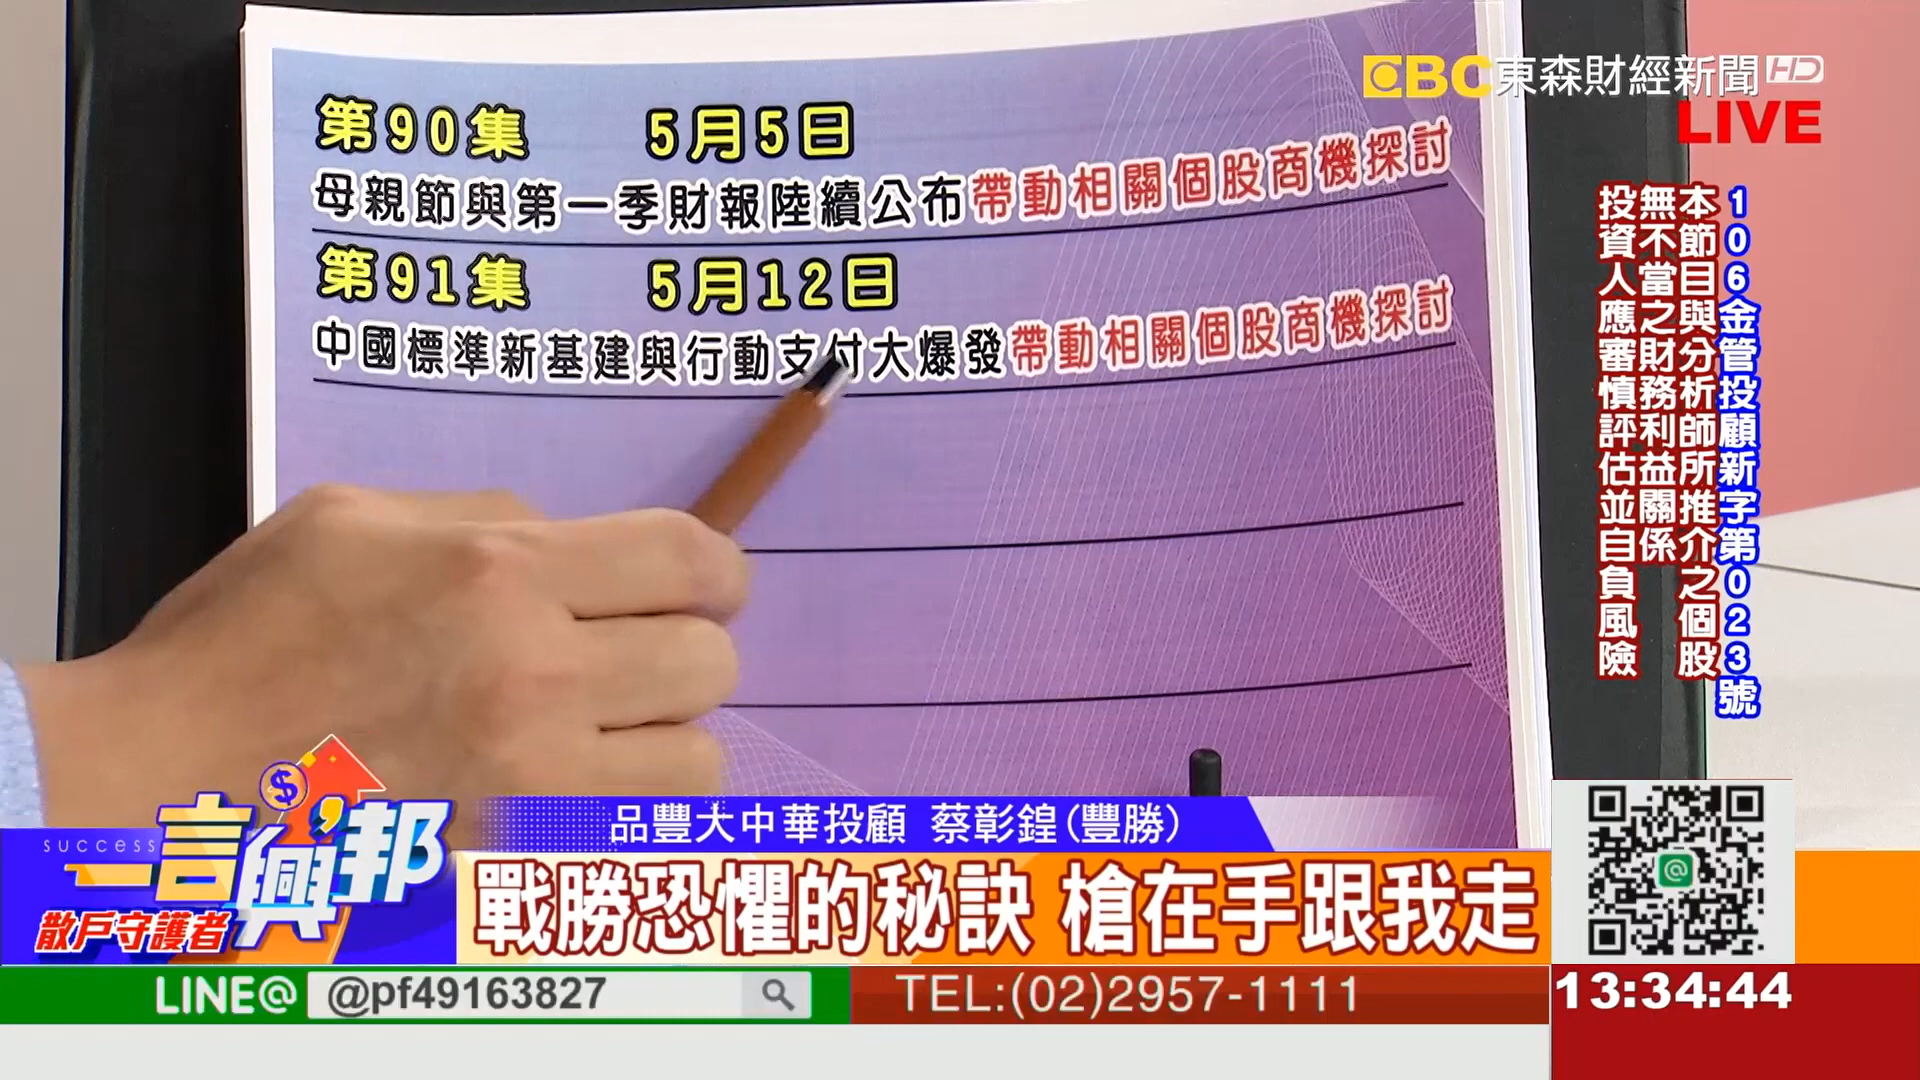 EBC東森財經新聞HD
LIVE
第90集 5月5日
母親節與第一季財報陸續公布帶動相關個股商機探討
第91集 5月12日
中國標準新基建與行動支付大爆發帶動相關個股商機探討
106金管投顧新字第023號
本節目與分析師所推介之個股
無不當之財務利益關係
投資人應審慎評估並自負風險
$
success
一言興邦
散戶守護者
品豐大中華投顧 蔡彰鍠(豐勝)
戰勝恐懼的秘訣 槍在手跟我走
LINE@ @pf49163827
TEL:(02)2957-1111
13:34:44